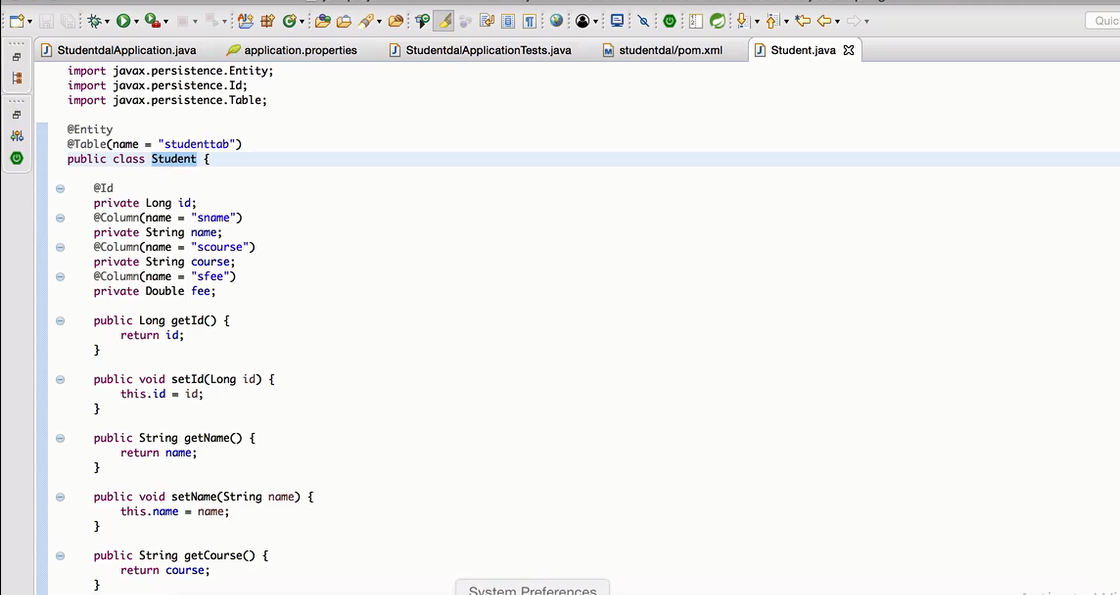 Quic
StudentdalApplication.java application.properties StudentdalApplicationTests.java studentdal/pom.xml Student.java
import javax.persistence.Entity;
import javax.persistence.Id;
import javax.persistence.Table;
@Entity
@Table(name = "studenttab")
public class Student {
@Id
private Long id;
@Column(name = "sname")
private String name;
@Column(name = "scourse")
private String course;
@Column(name = "sfee")
private Double fee;
public Long getId() {
return id;
}
public void setId(Long id) {
this.id = id;
}
public String getName() {
return name;
}
public void setName(String name) {
this.name = name;
}
public String getCourse() {
return course;
}
System Preferences